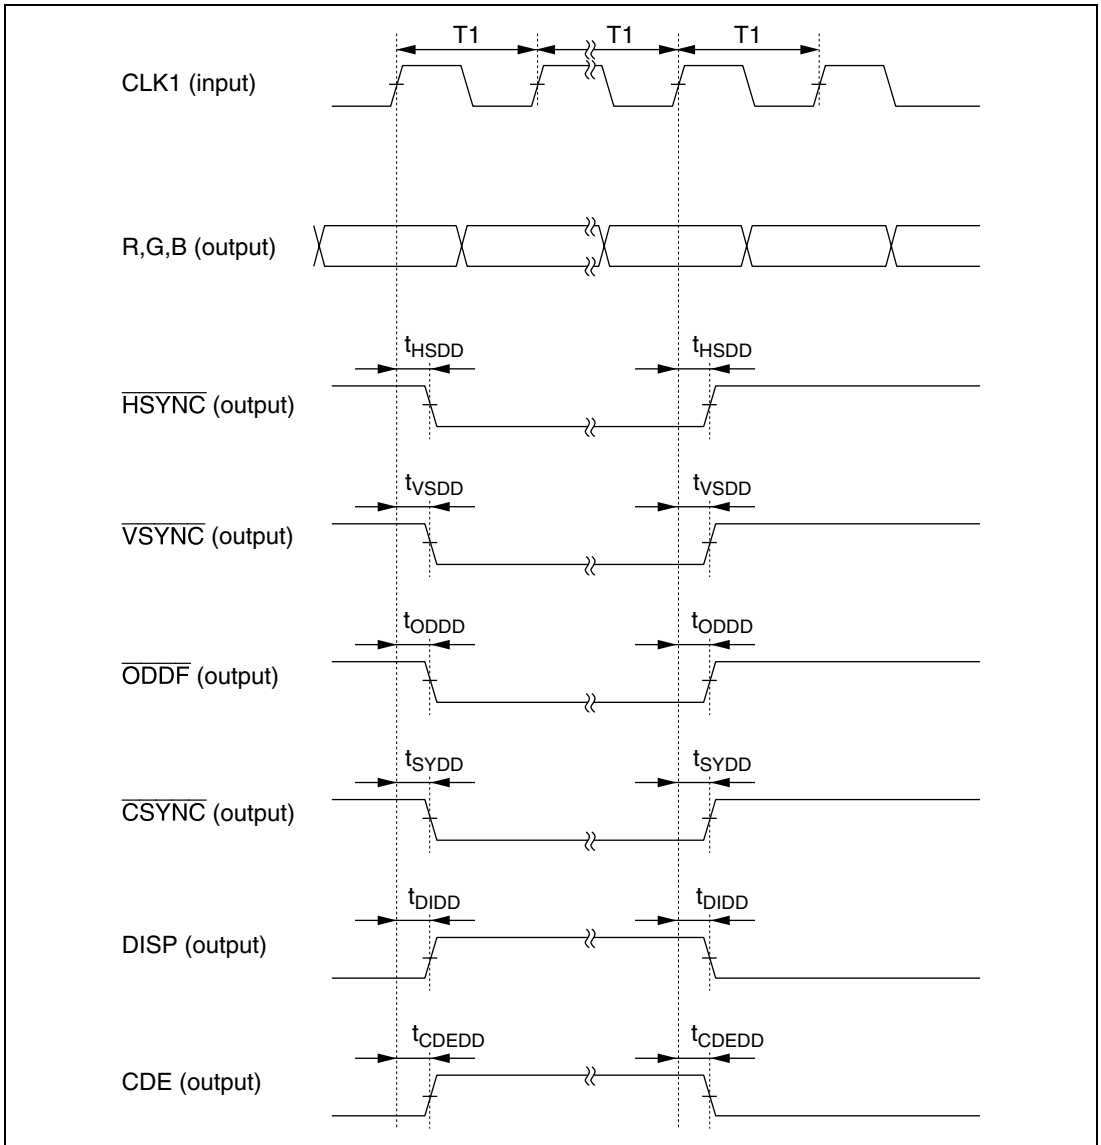 T1 T1 T1
CLK1 (input)
R,G,B (output)
tHSDD tHSDD
HSYNC (output)
tVSDD tVSDD
VSYNC (output)
tODDD tODDD
ODDF (output)
tSYDD tSYDD
CSYNC (output)
tDIDD tDIDD
DISP (output)
tCDEDD tCDEDD
CDE (output)